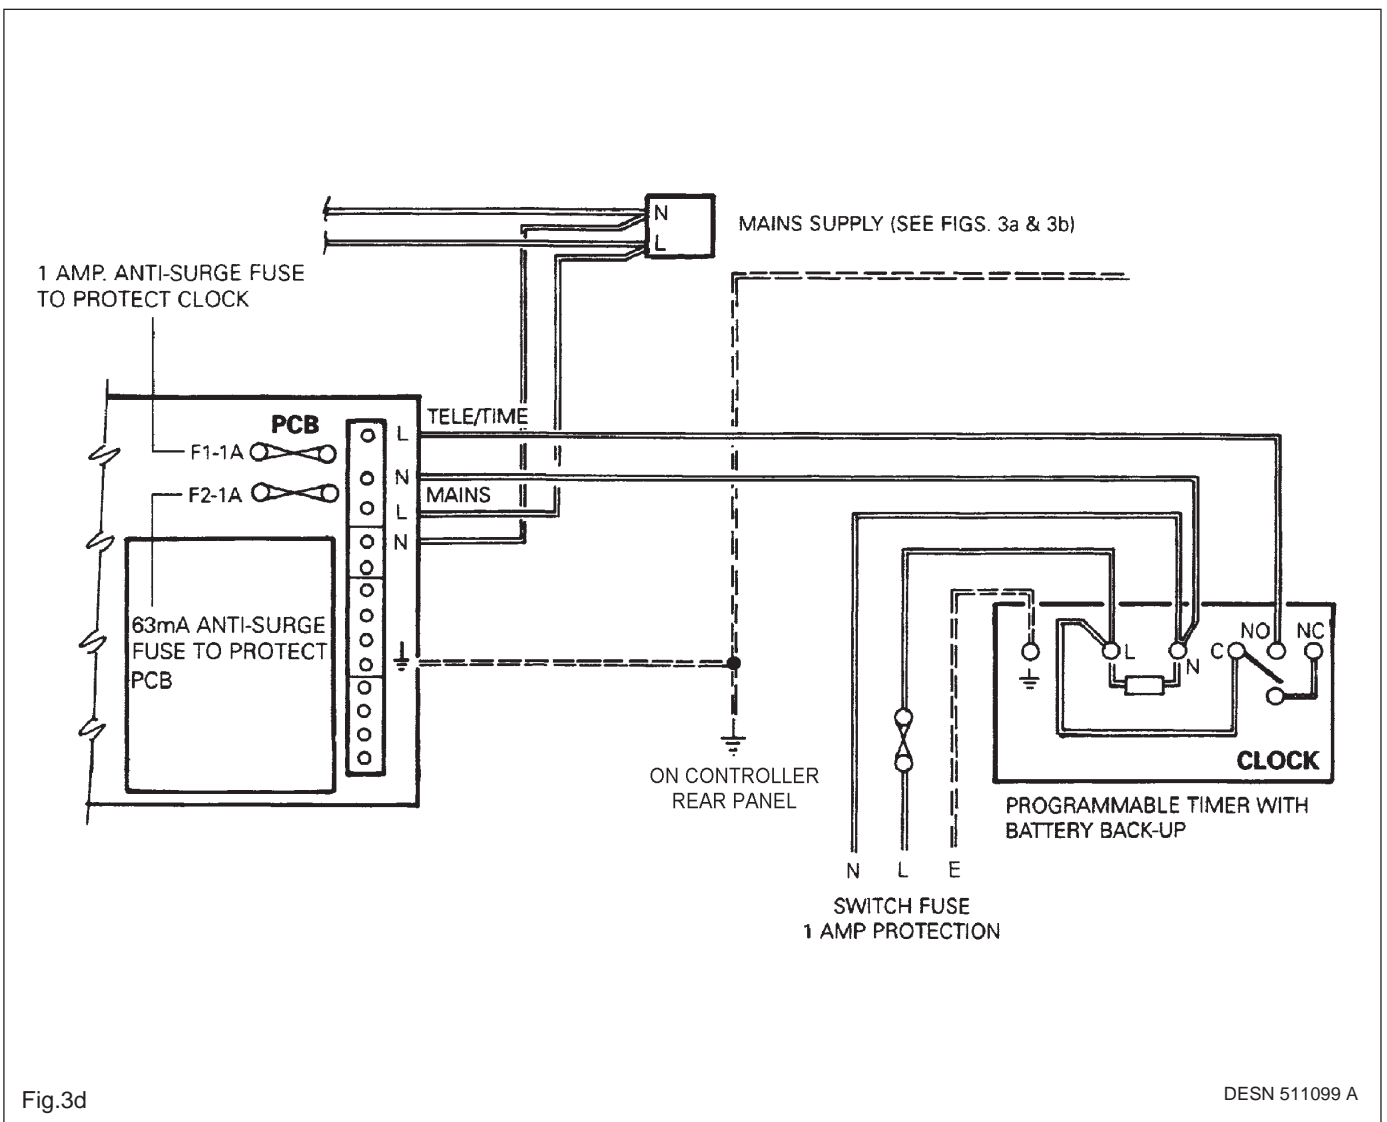 N
MAINS SUPPLY (SEE FIGS. 3a & 3b)
L
1 AMP. ANTI-SURGE FUSE
TO PROTECT CLOCK
TELE/TIME
PCB
L
F1-1A
N
F2-1A
MAINS
L
N
63mA ANTI-SURGE
FUSE TO PROTECT
PCB
NO
NC
L
N
C
CLOCK
ON CONTROLLER
REAR PANEL
PROGRAMMABLE TIMER WITH
BATTERY BACK-UP
N L E
SWITCH FUSE
1 AMP PROTECTION
Fig.3d
DESN 511099 A